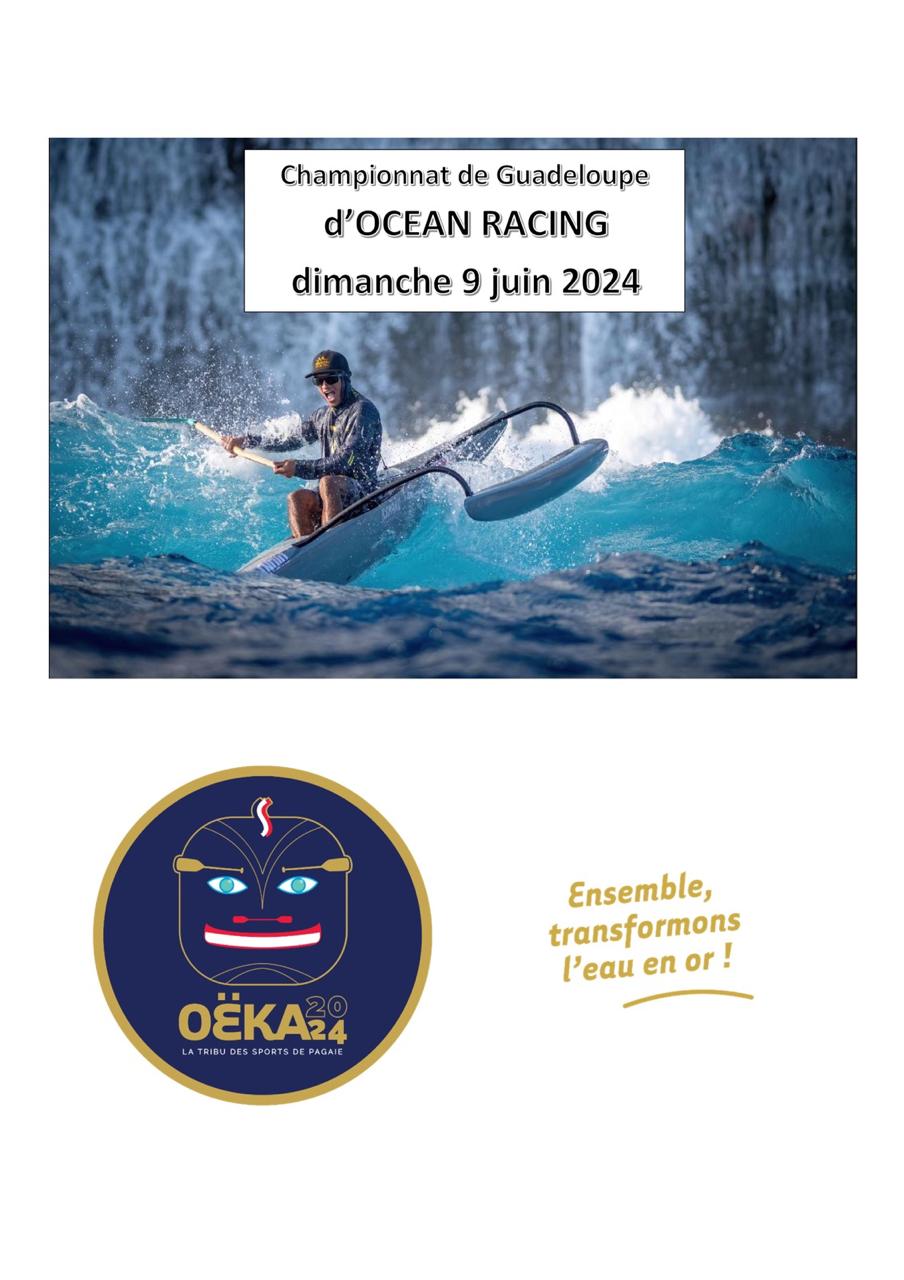 Championnat de Guadeloupe
d’OCEAN RACING
dimanche 9 juin 2024
OËKA 2024
LA TRIBU DES SPORTS DE PAGAIE
Ensemble,
transformons
l’eau en or !